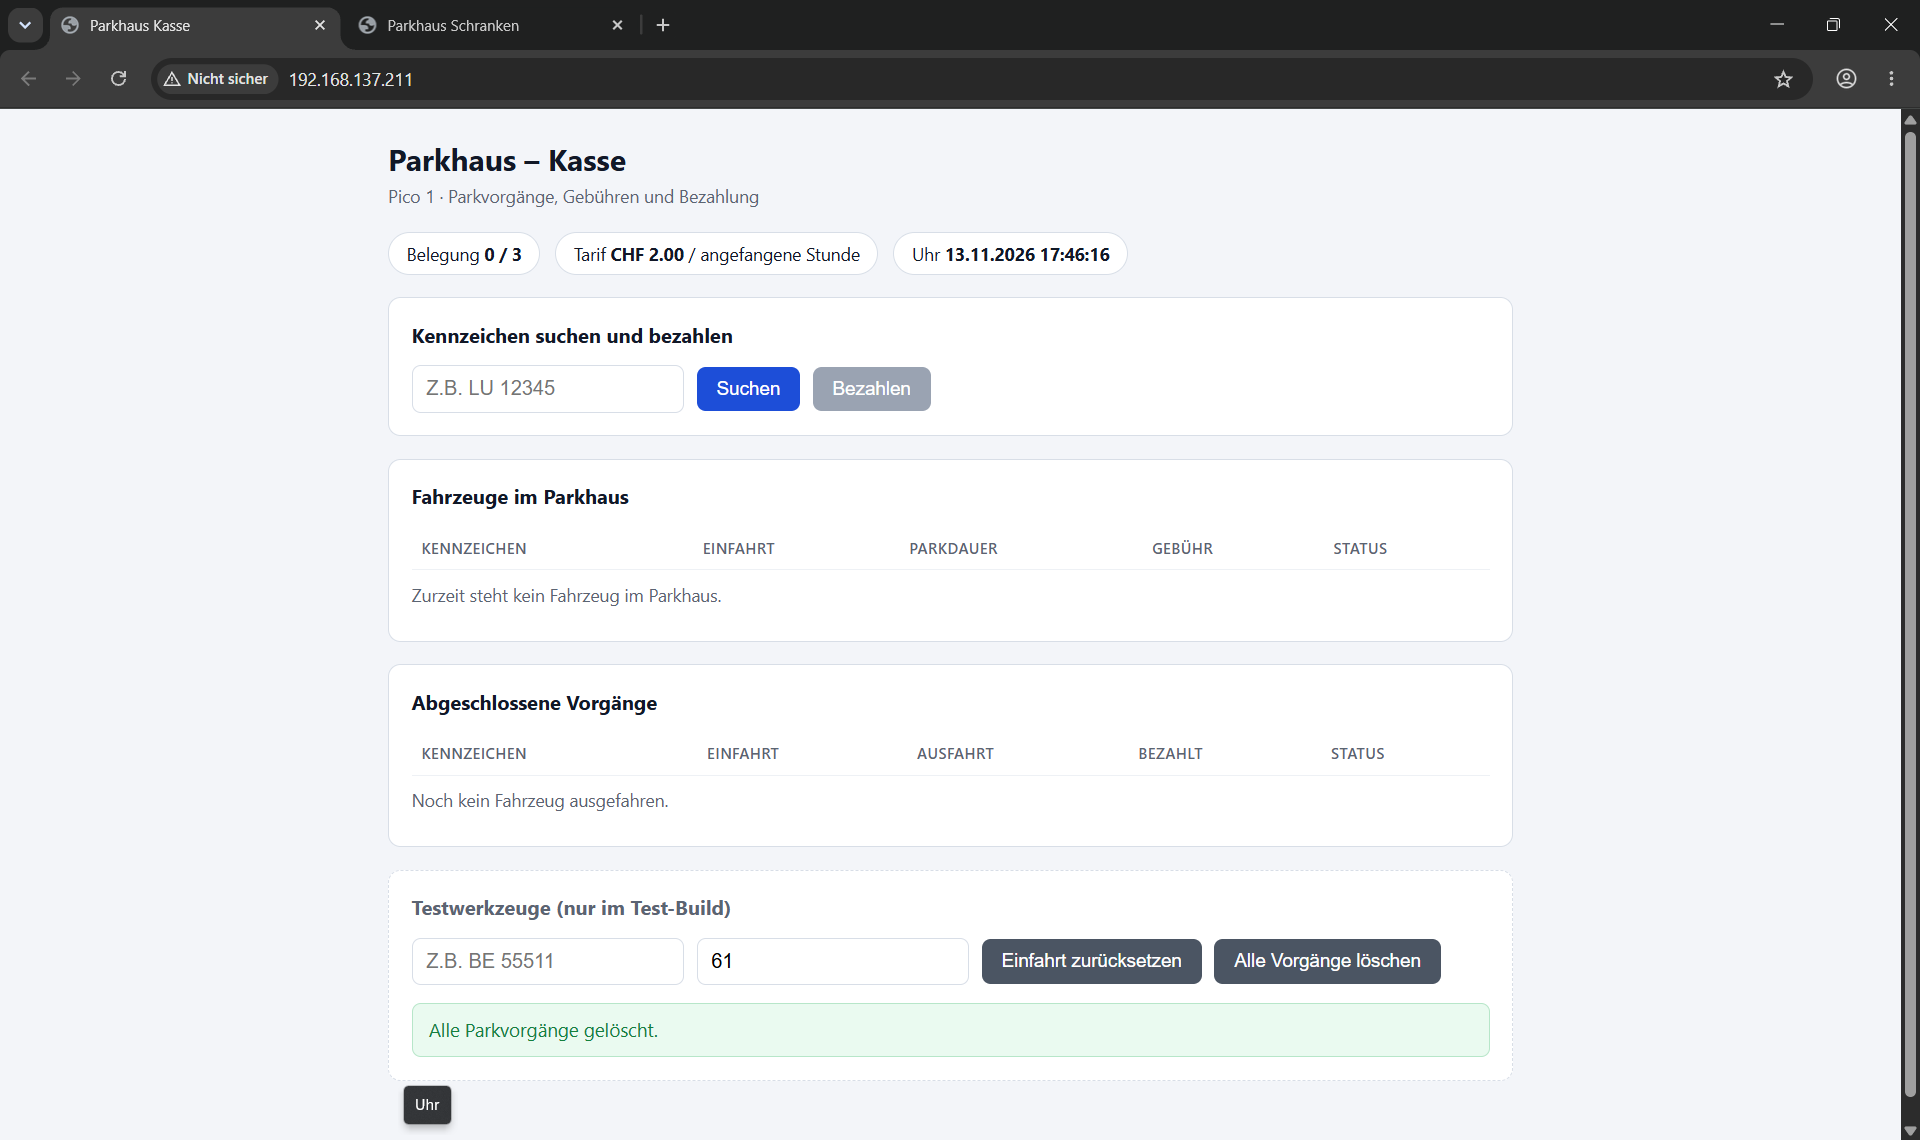 Parkhaus Kasse
Parkhaus Schranken
Nicht sicher
192.168.137.211
Parkhaus – Kasse
Pico 1 · Parkvorgänge, Gebühren und Bezahlung
Belegung 0 / 3
Tarif CHF 2.00 / angefangene Stunde
Uhr 13.11.2026 17:46:16
Kennzeichen suchen und bezahlen
Z.B. LU 12345
Suchen
Bezahlen
Fahrzeuge im Parkhaus
KENNZEICHEN EINFAHRT PARKDAUER GEBÜHR STATUS
Zurzeit steht kein Fahrzeug im Parkhaus.
Abgeschlossene Vorgänge
KENNZEICHEN EINFAHRT AUSFAHRT BEZAHLT STATUS
Noch kein Fahrzeug ausgefahren.
Testwerkzeuge (nur im Test-Build)
Z.B. BE 55511
61
Einfahrt zurücksetzen
Alle Vorgänge löschen
Alle Parkvorgänge gelöscht.
Uhr